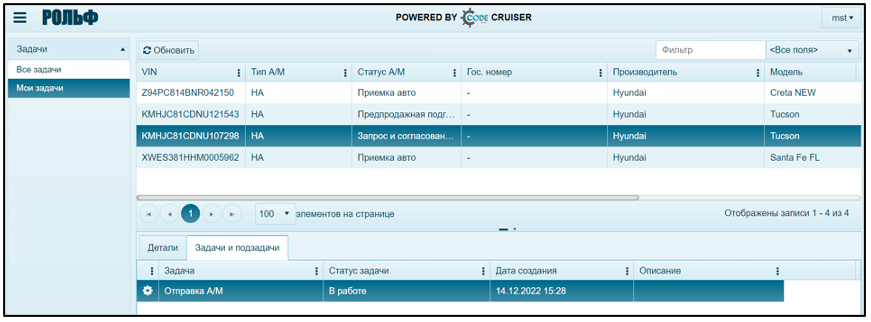 РОЛЬФ POWERED BY CODE CRUISER mst
Задачи
Все задачи
Мои задачи
Обновить Фильтр <Все поля>
VIN Тип А/М Статус А/М Гос. номер Производитель Модель
Z94PC814BNR042150 НА Приемка авто - Hyundai Creta NEW
KMHJC81CDNU121543 НА Предпродажная подг... - Hyundai Tucson
KMHJC81CDNU107298 НА Запрос и согласован... - Hyundai Tucson
XWES381HHM0005962 НА Приемка авто - Hyundai Santa Fe FL
1 100 элементов на странице Отображены записи 1 - 4 из 4
Детали Задачи и подзадачи
Задача Статус задачи Дата создания Описание
Отправка А/М В работе 14.12.2022 15:28